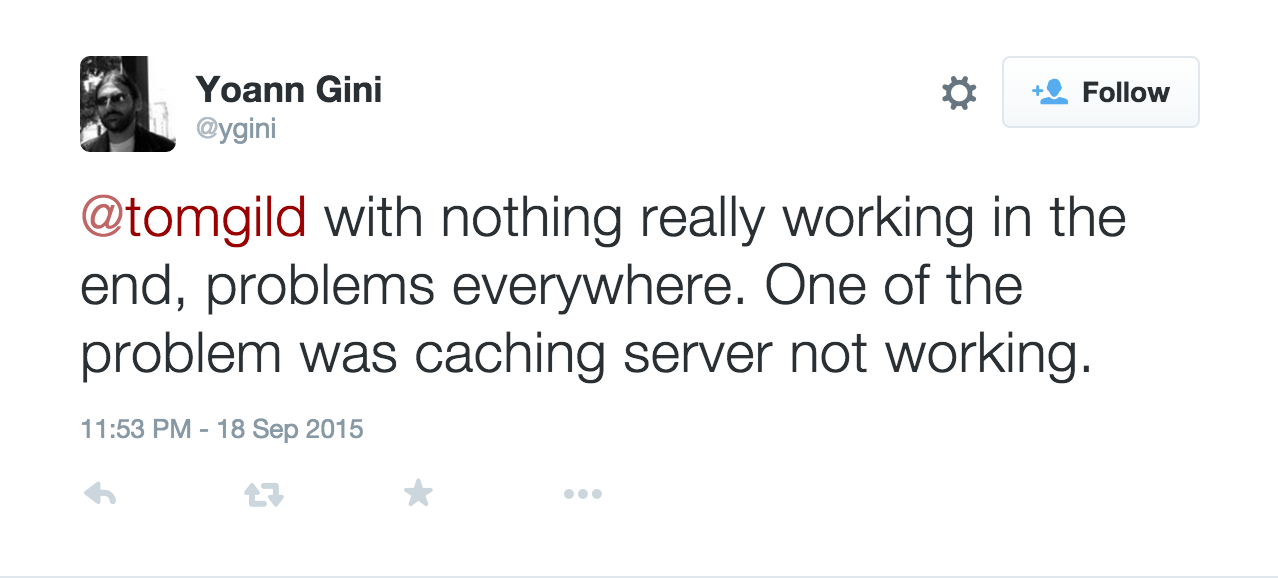 Yoann Gini
@ygini
Follow
@tomgild with nothing really working in the
end, problems everywhere. One of the
problem was caching server not working.
11:53 PM - 18 Sep 2015